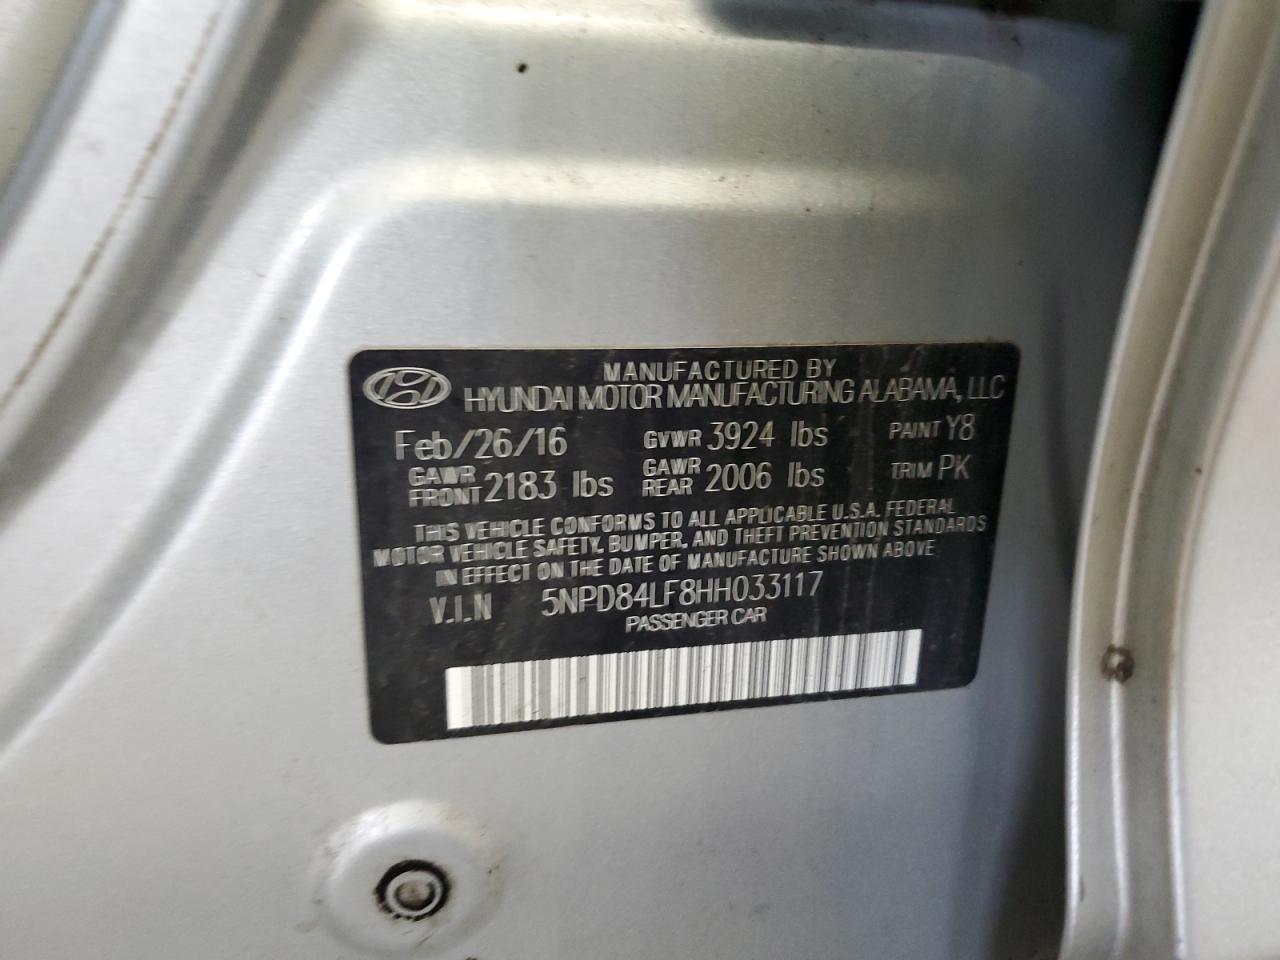 MANUFACTURED BY
HYUNDAI MOTOR MANUFACTURING ALABAMA, LLC
Feb/26/16 GVWR 3924 lbs PAINT Y8
GAWR FRONT 2183 lbs GAWR REAR 2006 lbs TRIM PK
THIS VEHICLE CONFORMS TO ALL APPLICABLE U.S.A. FEDERAL
MOTOR VEHICLE SAFETY, BUMPER, AND THEFT PREVENTION STANDARDS
IN EFFECT ON THE DATE OF MANUFACTURE SHOWN ABOVE
V.I.N 5NPD84LF8HH033117
PASSENGER CAR